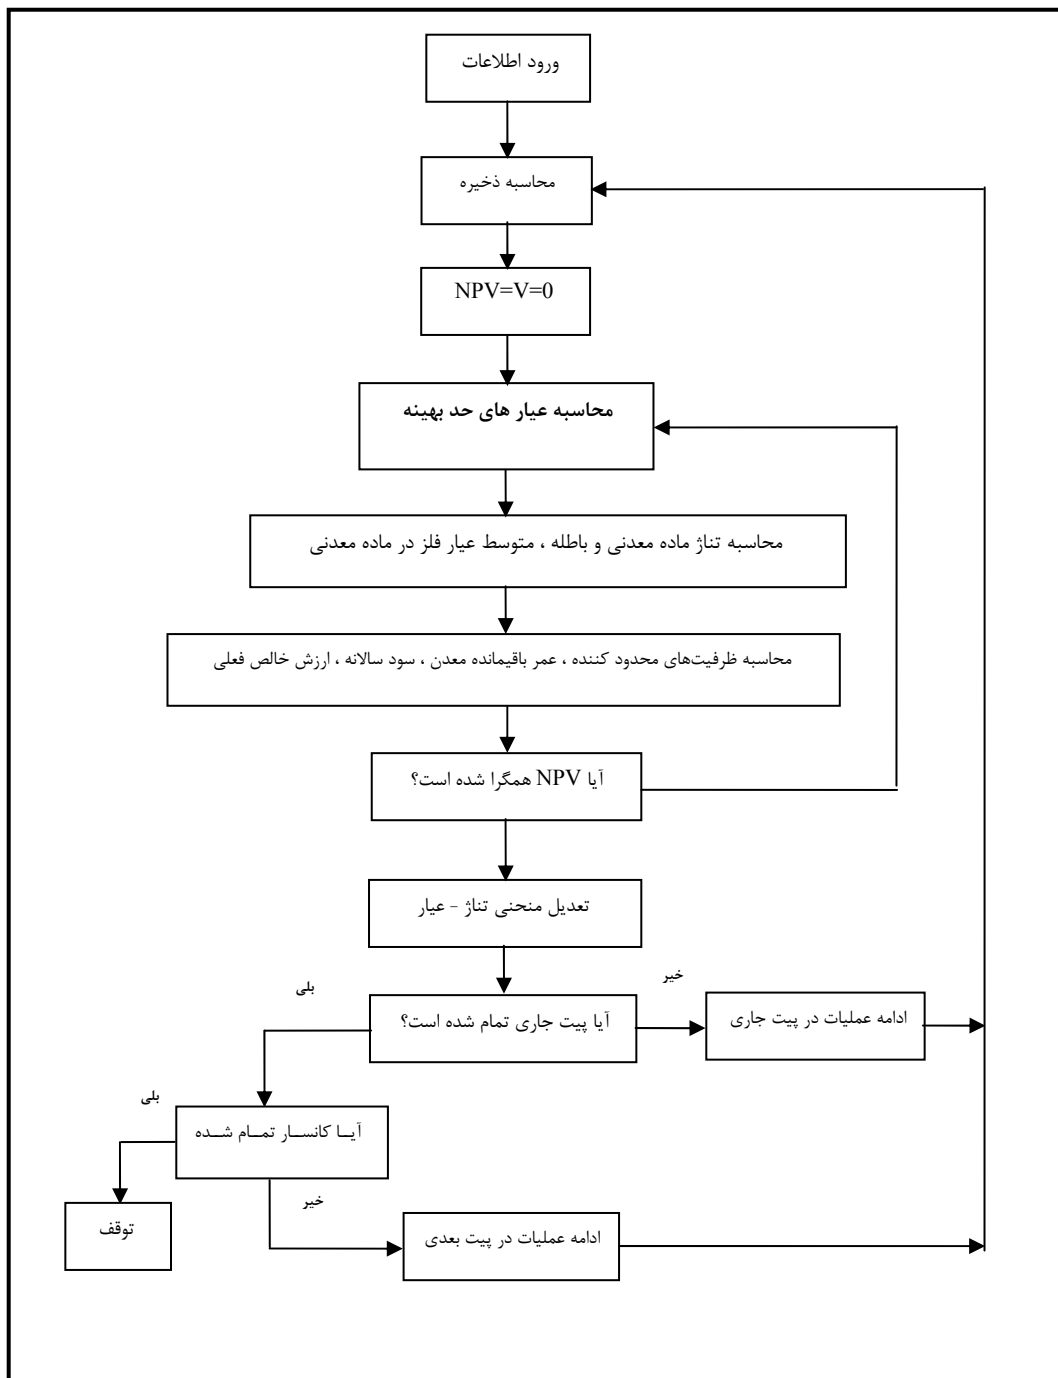 ورود اطلاعات
محاسبه ذخیره
NPV=V=0
محاسبه عیار های حد بهینه
محاسبه تناژ ماده معدنی و باطله ، متوسط عیار فلز در ماده معدنی
محاسبه ظرفیت‌های محدود کننده ، عمر باقیمانده معدن ، سود سالانه ، ارزش خالص فعلی
آیا NPV همگرا شده است؟
تعدیل منحنی تناژ - عیار
خیر
بلی
ادامه عملیات در پیت جاری
آیا پیت جاری تمام شده است؟
بلی
آیـا کانسـار تمـام شـده
خیر
توقف
ادامه عملیات در پیت بعدی